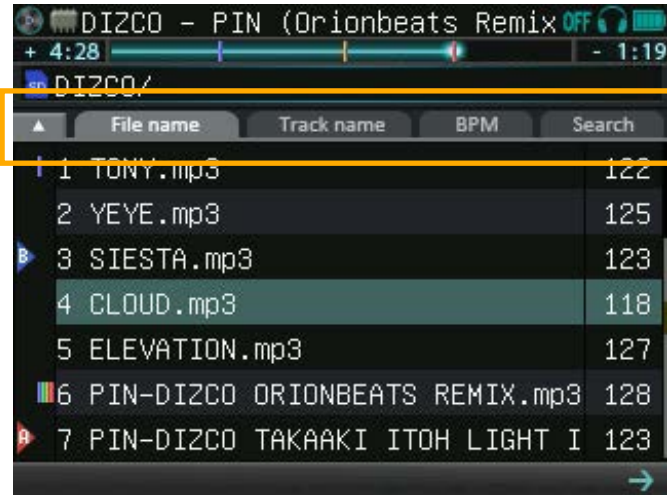 DIZCO - PIN (Orionbeats Remix OFF
+ 4:28 - 1:19
SD DIZCO/
File name Track name BPM Search
1 TONY.mp3 122
2 YEYE.mp3 125
B 3 SIESTA.mp3 123
4 CLOUD.mp3 118
5 ELEVATION.mp3 127
6 PIN-DIZCO ORIONBEATS REMIX.mp3 128
A 7 PIN-DIZCO TAKAAKI ITOH LIGHT I 123